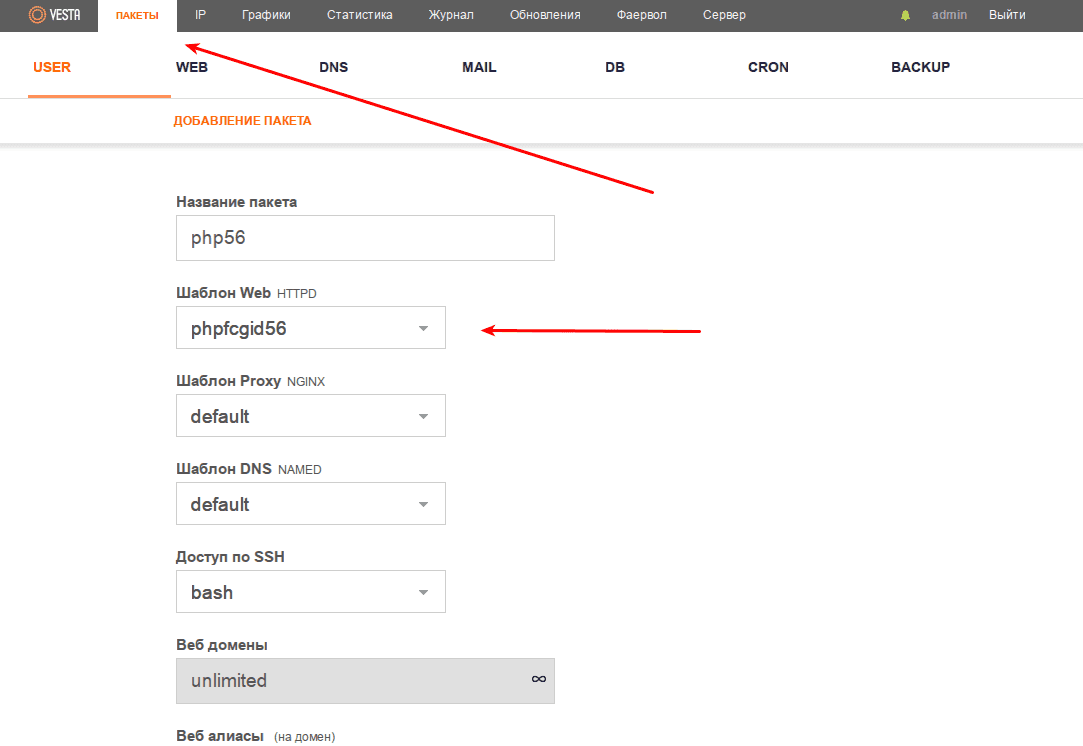 VESTA ПАКЕТЫ IP Графики Статистика Журнал Обновления Фаервол Сервер admin Выйти
USER WEB DNS MAIL DB CRON BACKUP
ДОБАВЛЕНИЕ ПАКЕТА
Название пакета
php56
Шаблон Web HTTPD
phpfcgid56
Шаблон Proxy NGINX
default
Шаблон DNS NAMED
default
Доступ по SSH
bash
Веб домены
unlimited ∞
Веб алиасы (на домен)